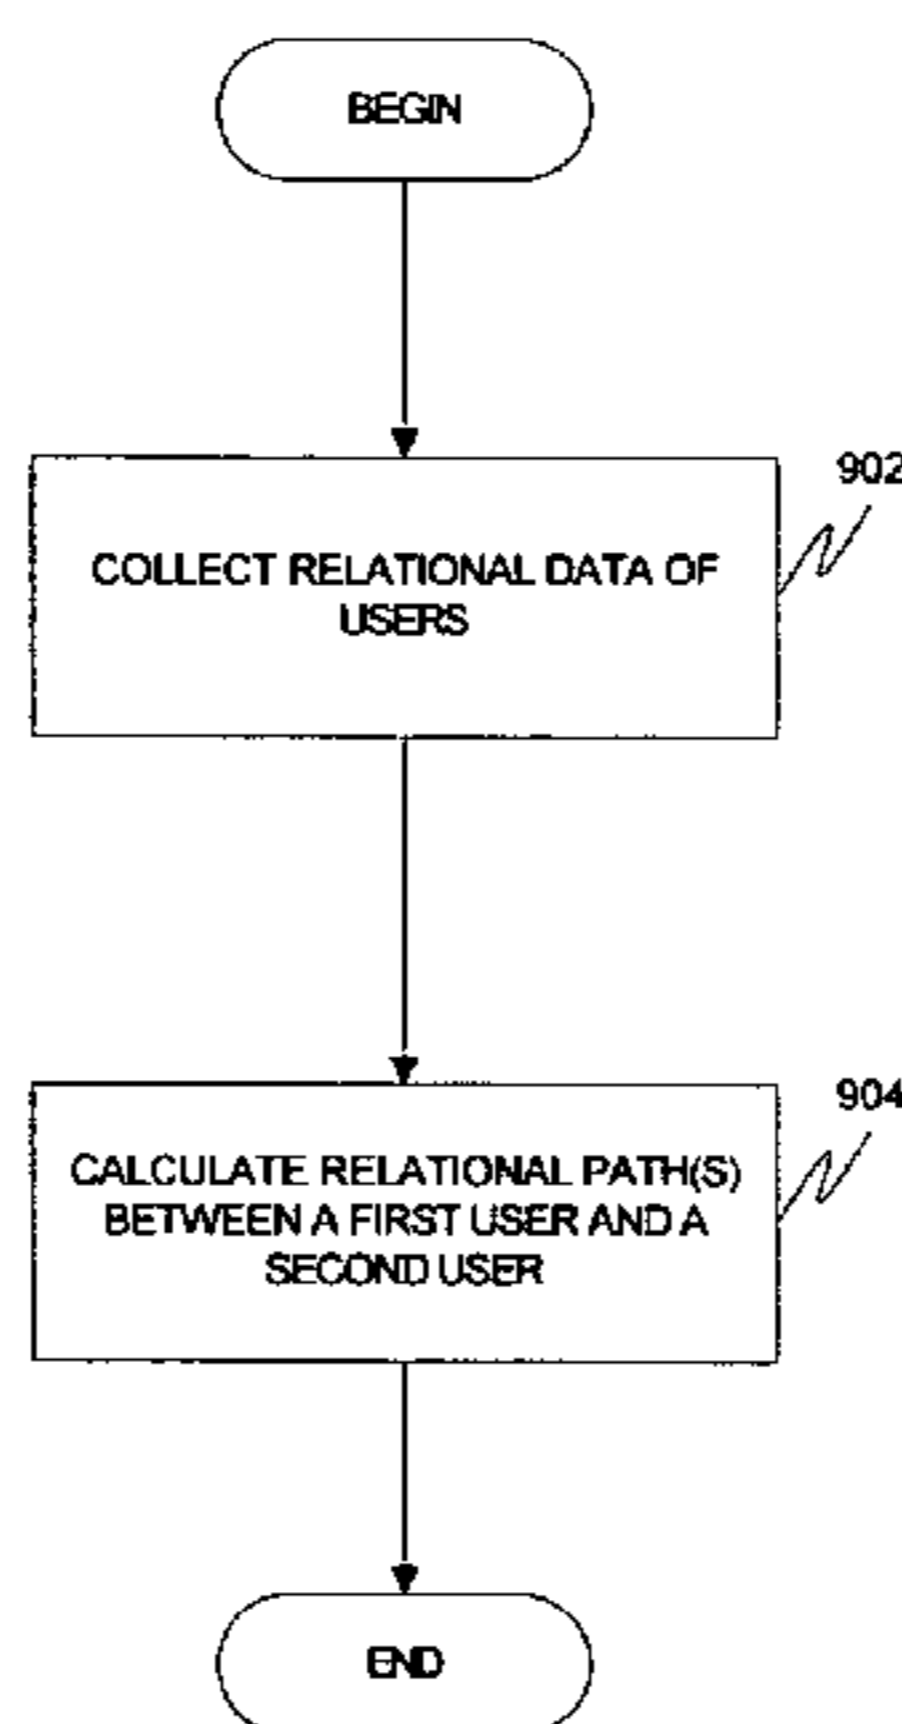 BEGIN
902
COLLECT RELATIONAL DATA OF
USERS
904
CALCULATE RELATIONAL PATH(S)
BETWEEN A FIRST USER AND A
SECOND USER
END